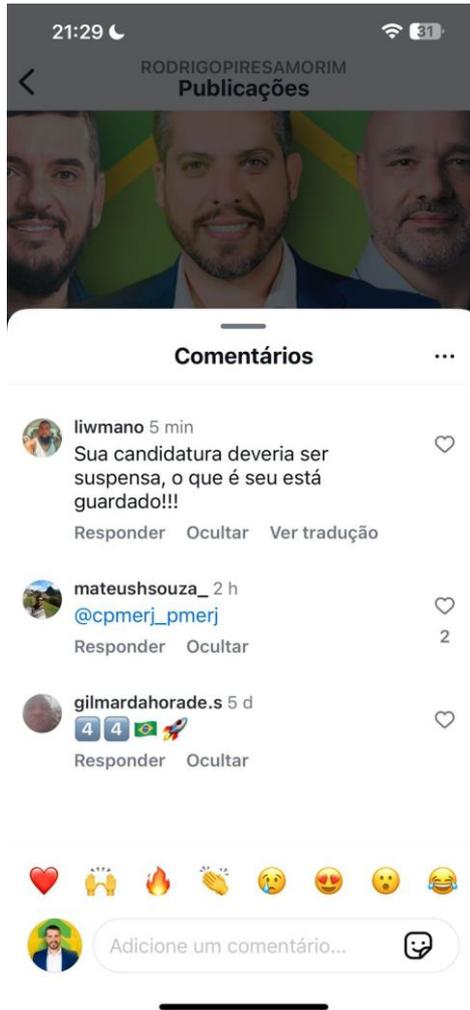 21:29
31
RODRIGOPIRESAMORIM
Publicações
Comentários
liwmano 5 min
Sua candidatura deveria ser
suspensa, o que é seu está
guardado!!!
Responder Ocultar Ver tradução
mateushsouza_ 2 h
@cpmerj_pmerj
2
Responder Ocultar
gilmardahorade.s 5 d
4️⃣4️⃣🇧🇷🚀
Responder Ocultar
Adicione um comentário...